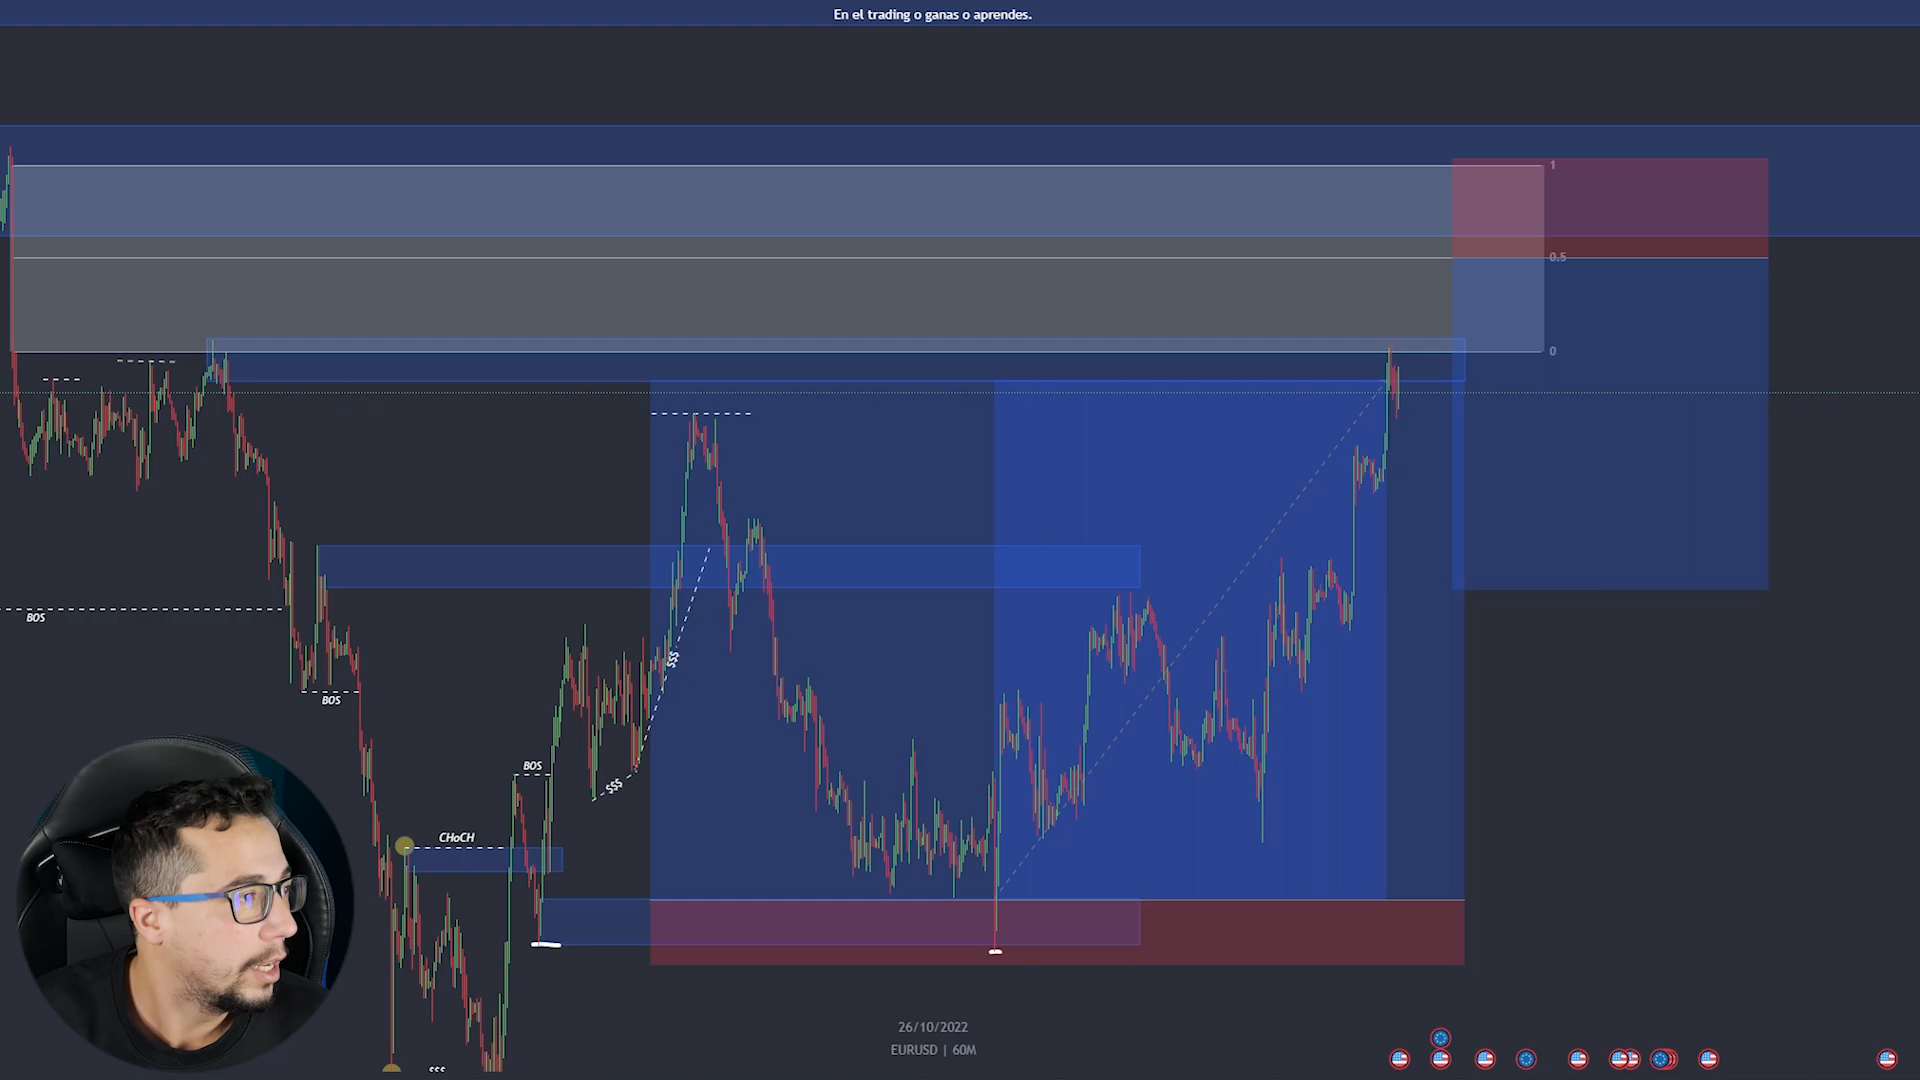 En el trading o ganas o aprendes.
1
0.5
0
BOS
BOS
$$$
BOS
$$$
CHoCH
26/10/2022
EURUSD | 60M
$$$